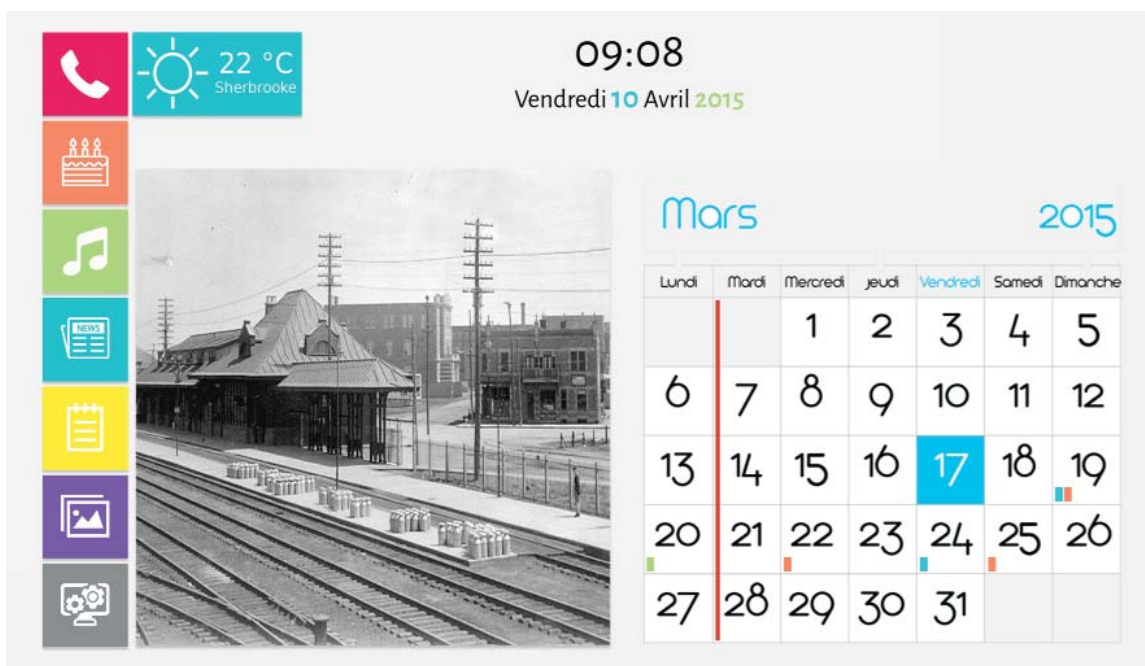 22 °C
Sherbrooke
09:08
Vendredi 10 Avril 2015
NEWS
Mars 2015
Lundi Mardi Mercredi jeudi Vendredi Samedi Dimanche
1 2 3 4 5
6 7 8 9 10 11 12
13 14 15 16 17 18 19
20 21 22 23 24 25 26
27 28 29 30 31